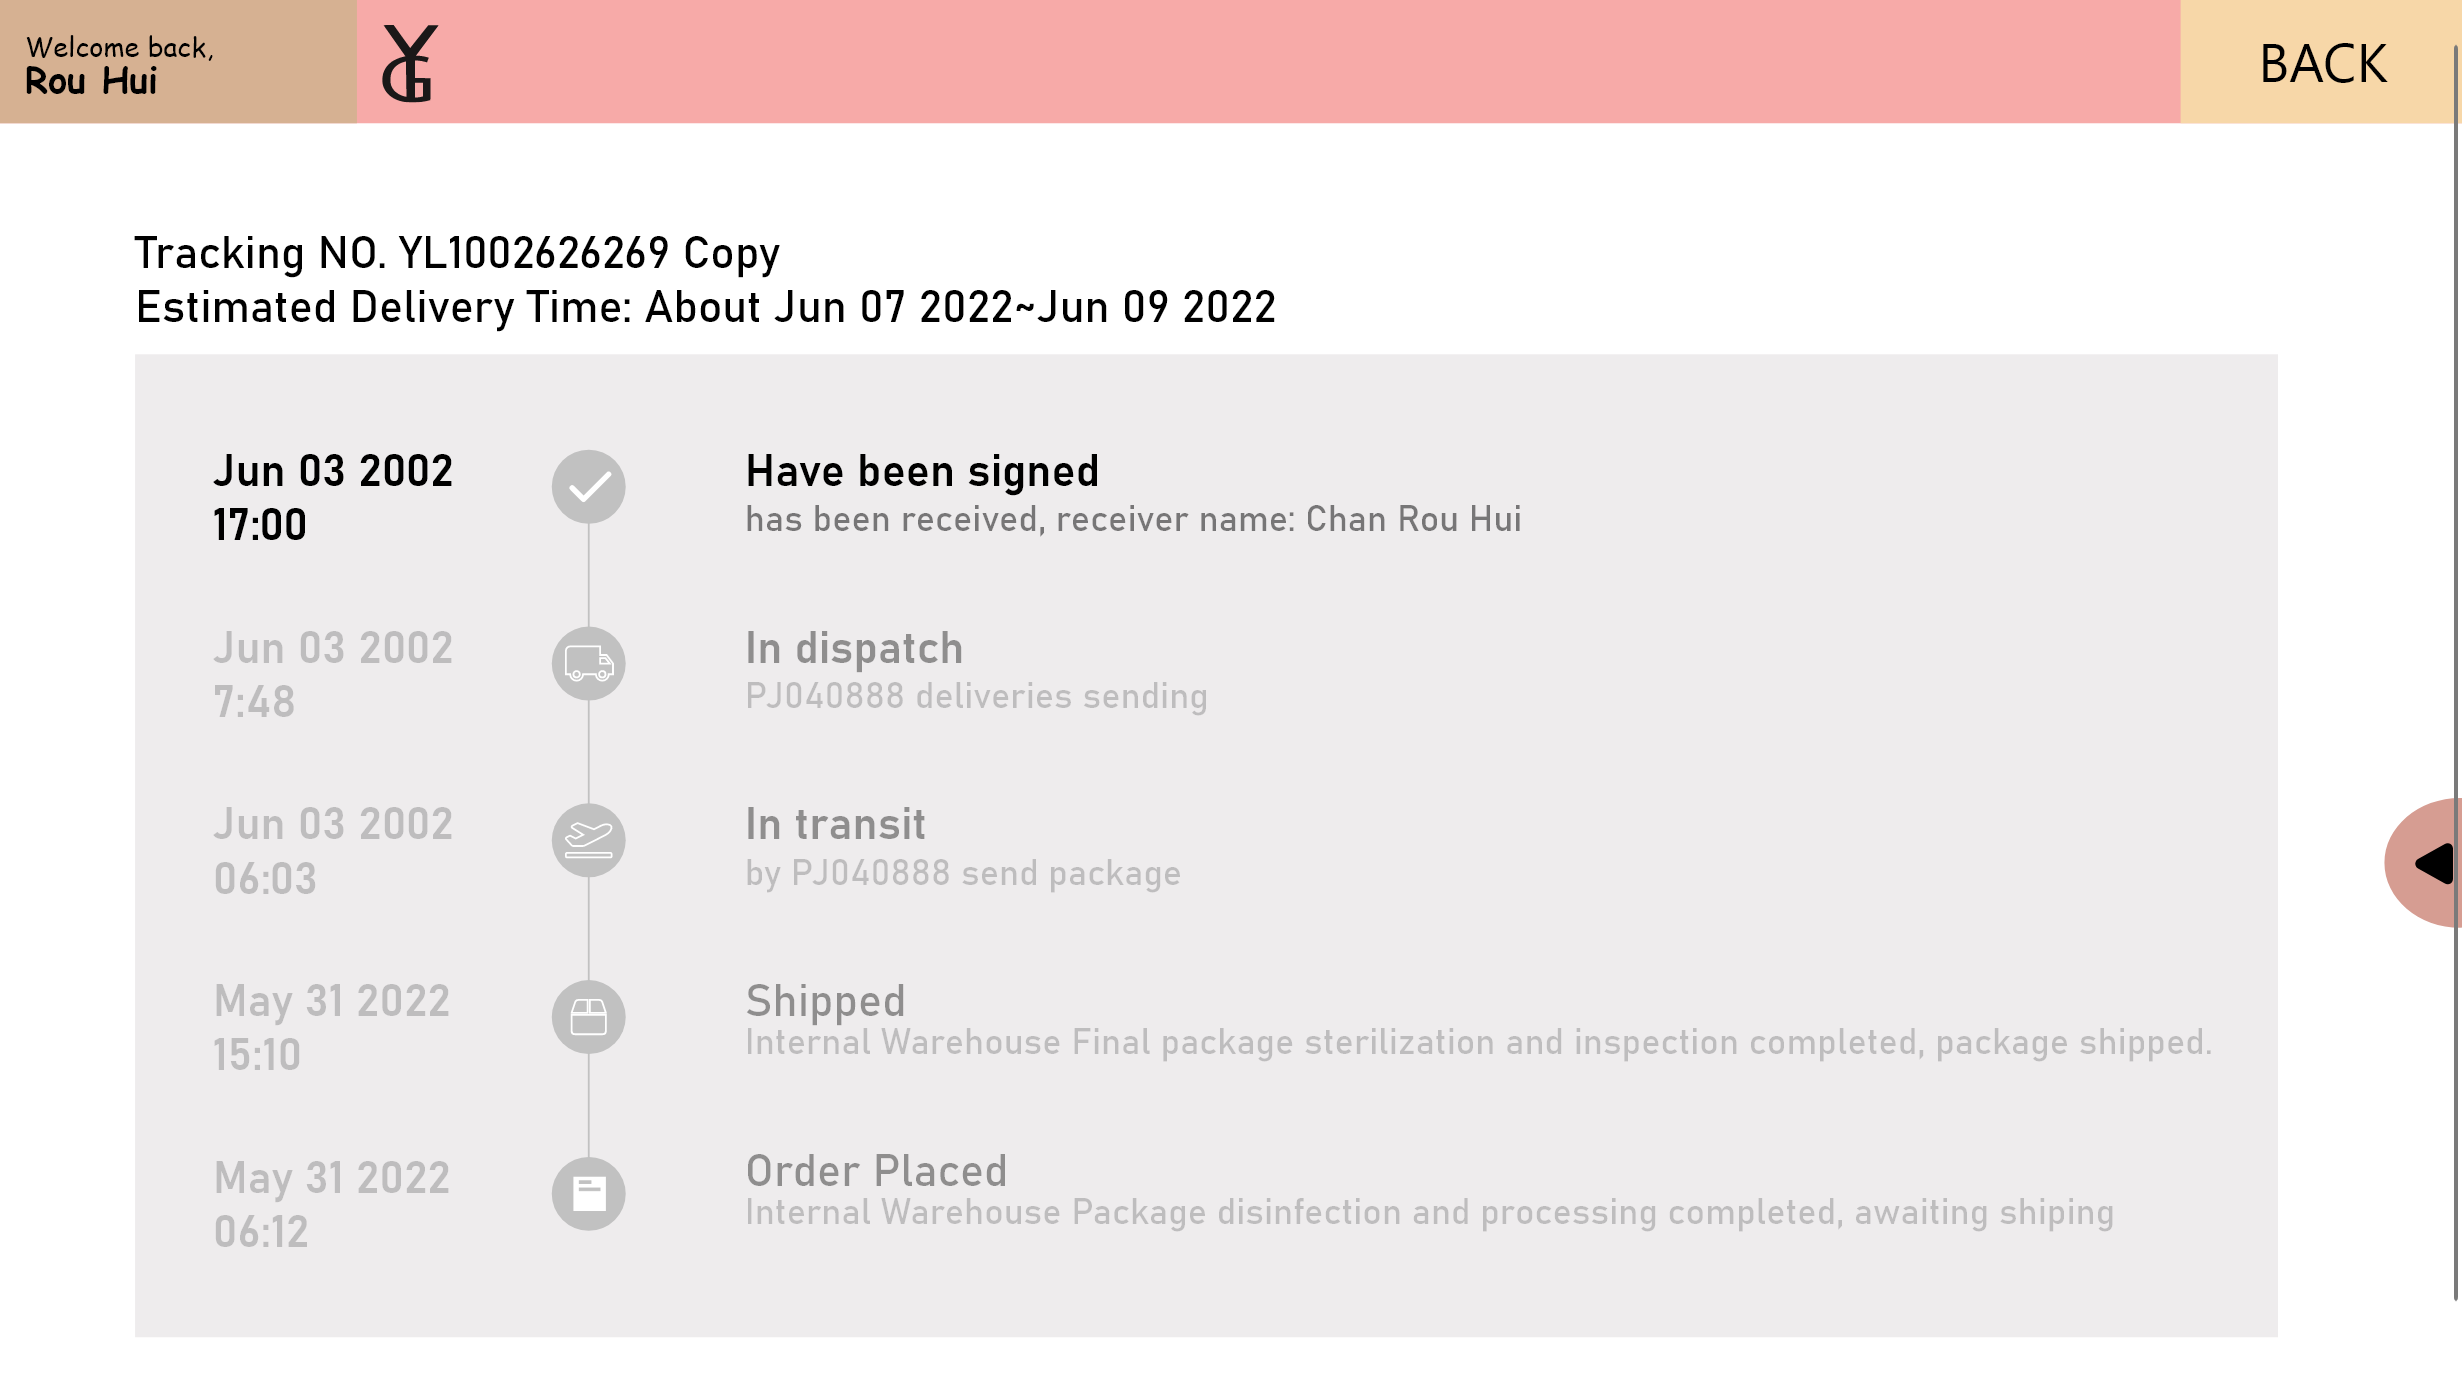 Welcome back,
Rou Hui
YG
BACK
Tracking NO. YL1002626269 Copy
Estimated Delivery Time: About Jun 07 2022~Jun 09 2022
Jun 03 2002
17:00
Have been signed
has been received, receiver name: Chan Rou Hui
Jun 03 2002
7:48
In dispatch
PJ040888 deliveries sending
Jun 03 2002
06:03
In transit
by PJ040888 send package
May 31 2022
15:10
Shipped
Internal Warehouse Final package sterilization and inspection completed, package shipped.
May 31 2022
06:12
Order Placed
Internal Warehouse Package disinfection and processing completed, awaiting shiping